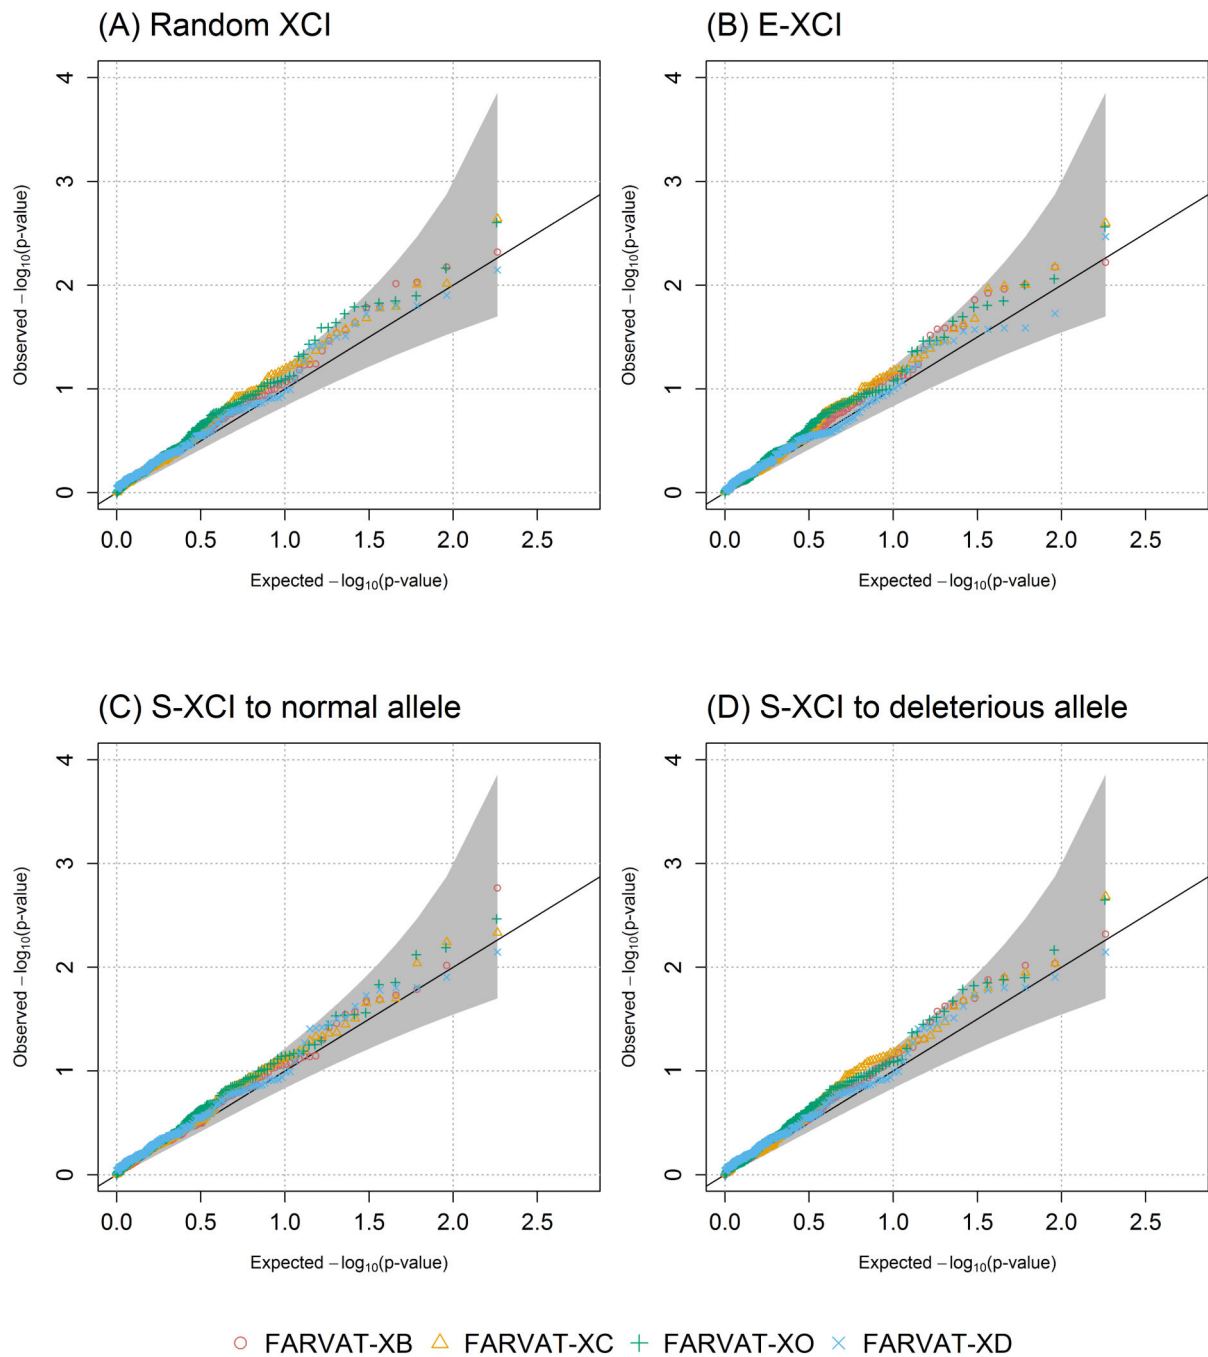 (A) Random XCI
(B) E-XCI
Observed −log10(p-value)
0 1 2 3 4
0.0 0.5 1.0 1.5 2.0 2.5
Expected −log10(p-value)
Observed −log10(p-value)
0 1 2 3 4
0.0 0.5 1.0 1.5 2.0 2.5
Expected −log10(p-value)
(C) S-XCI to normal allele
(D) S-XCI to deleterious allele
Observed −log10(p-value)
0 1 2 3 4
0.0 0.5 1.0 1.5 2.0 2.5
Expected −log10(p-value)
Observed −log10(p-value)
0 1 2 3 4
0.0 0.5 1.0 1.5 2.0 2.5
Expected −log10(p-value)
FARVAT-XB FARVAT-XC FARVAT-XO FARVAT-XD